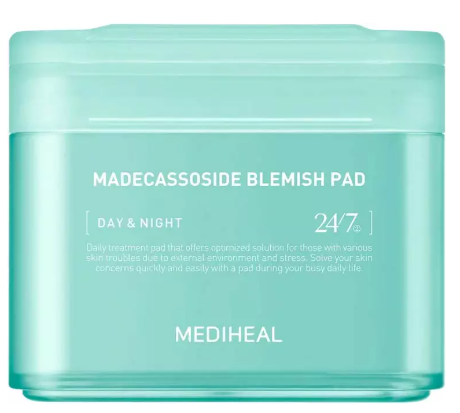 MADECASSOSIDE BLEMISH PAD
[ DAY & NIGHT 24/7 ]
Daily treatment pad that offers optimized solution for those with various
skin troubles due to external environment and stress. Solve your skin
concerns quickly and easily with a pad during your busy daily life.
MEDIHEAL